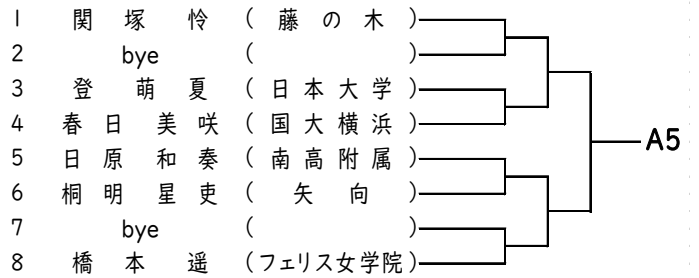 1 関塚 怜 (藤の木)
2 bye ( )
3 登 萌夏 (日本大学)
4 春日 美咲 (国大横浜)
5 日原 和奏 (南高附属)
6 桐明 星吏 (矢向)
7 bye ( )
8 橋本 遥 (フェリス女学院)
A5